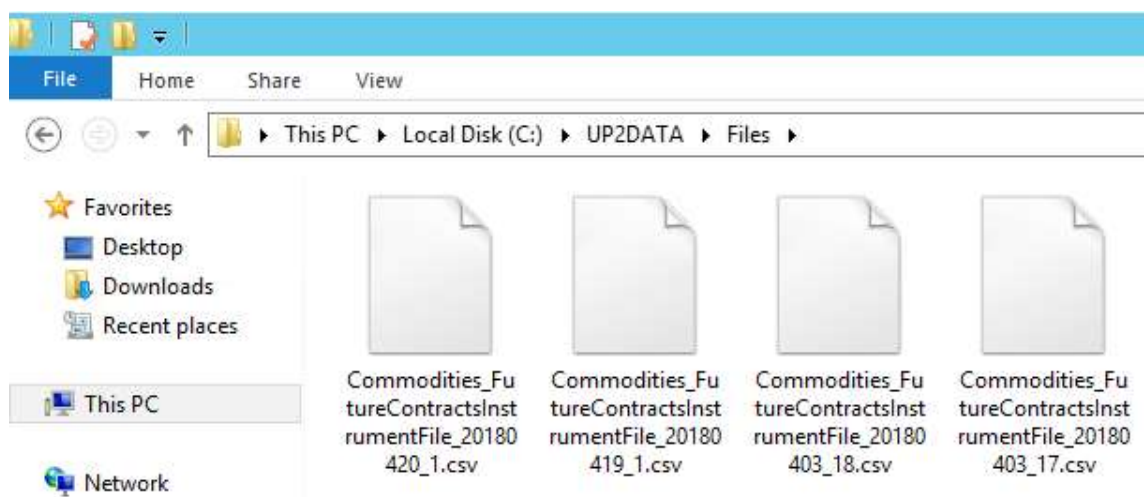 File Home Share View
This PC Local Disk (C:) UP2DATA Files
Favorites
Desktop
Downloads
Recent places
This PC
Network
Commodities_Fu
tureContractsInst
rumentFile_20180
420_1.csv
Commodities_Fu
tureContractsInst
rumentFile_20180
419_1.csv
Commodities_Fu
tureContractsInst
rumentFile_20180
403_18.csv
Commodities_Fu
tureContractsInst
rumentFile_20180
403_17.csv